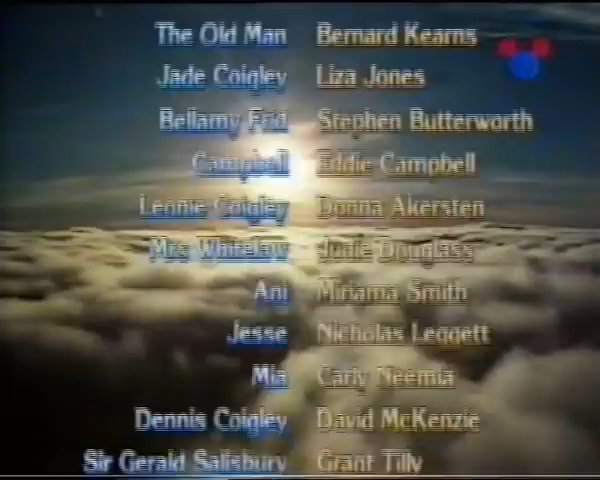 The Old Man Bernard Kearns
Jade Coigley Liza Jones
Bellamy Frid Stephen Butterworth
Campbell Eddie Campbell
Leonie Coigley Donna Akersten
Mrs Whitelaw Jodie Douglass
Ani Miriama Smith
Jesse Nicholas Leggett
Mia Carly Neemia
Dennis Coigley David McKenzie
Sir Gerald Salisbury Grant Tilly